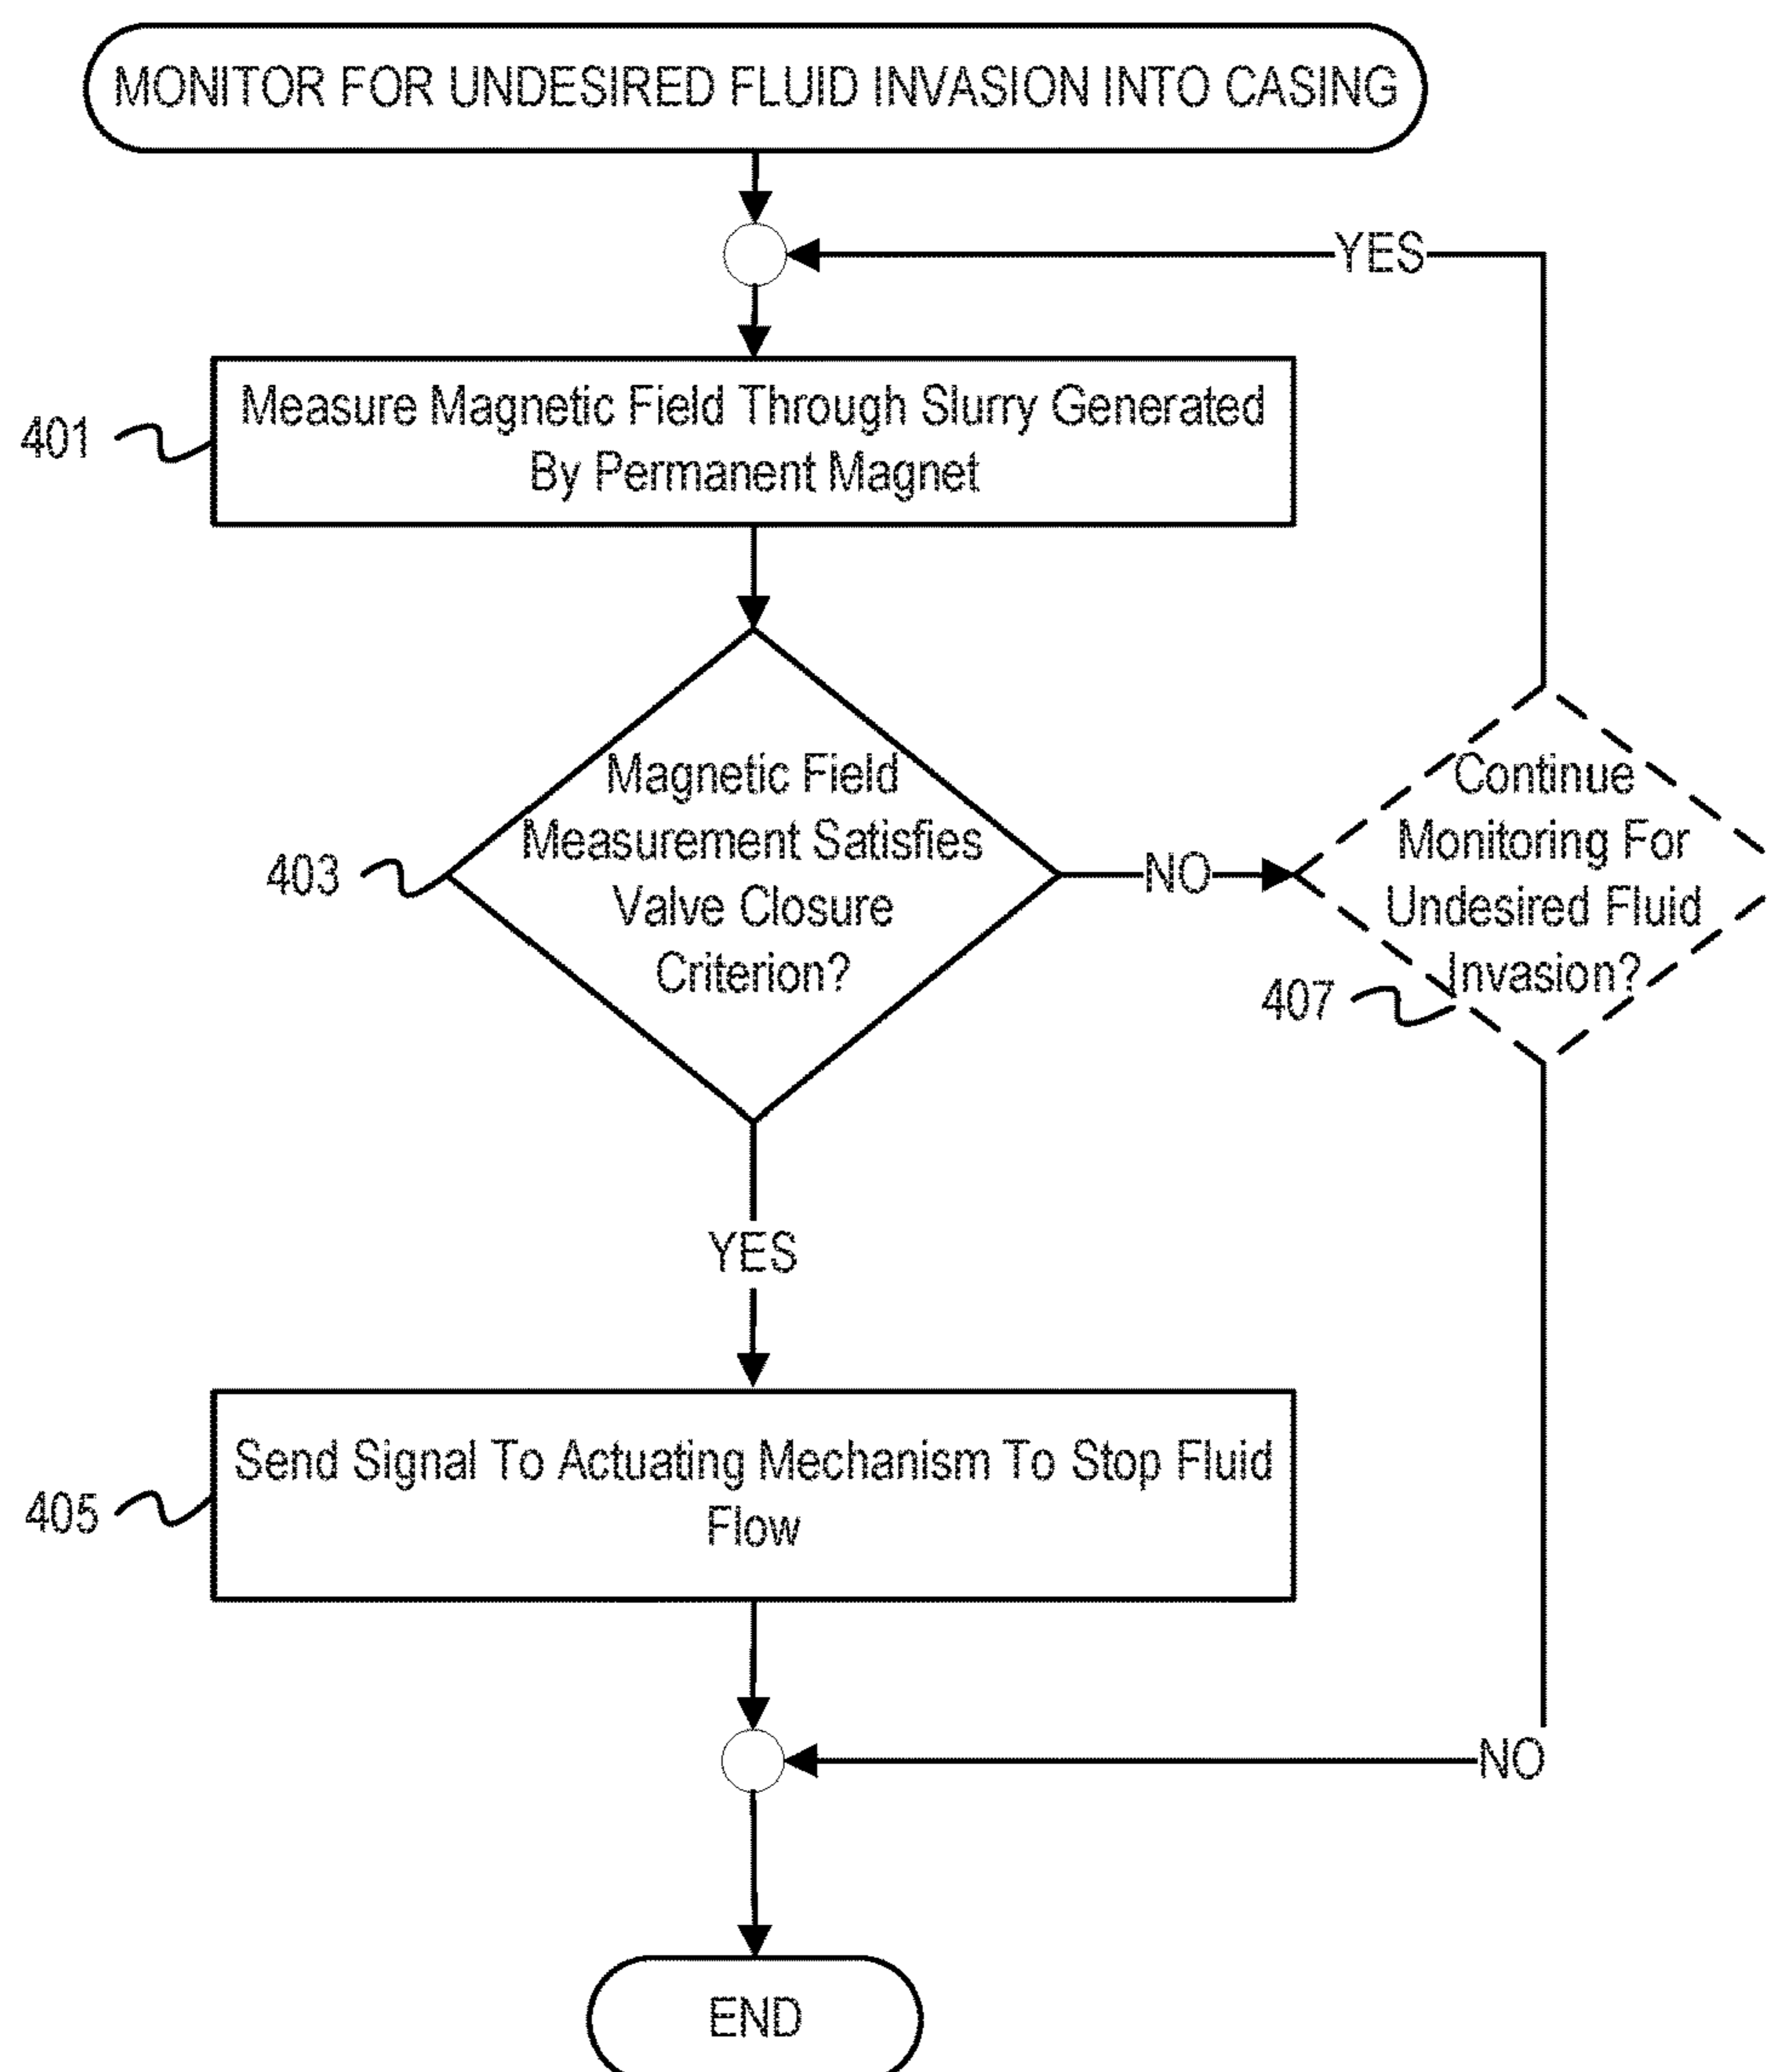 MONITOR FOR UNDESIRED FLUID INVASION INTO CASING
YES
401
Measure Magnetic Field Through Slurry Generated
By Permanent Magnet
403
Magnetic Field
Measurement Satisfies
Valve Closure
Criterion?
NO
Continue
Monitoring For
Undesired Fluid
Invasion?
407
YES
405
Send Signal To Actuating Mechanism To Stop Fluid
Flow
NO
END